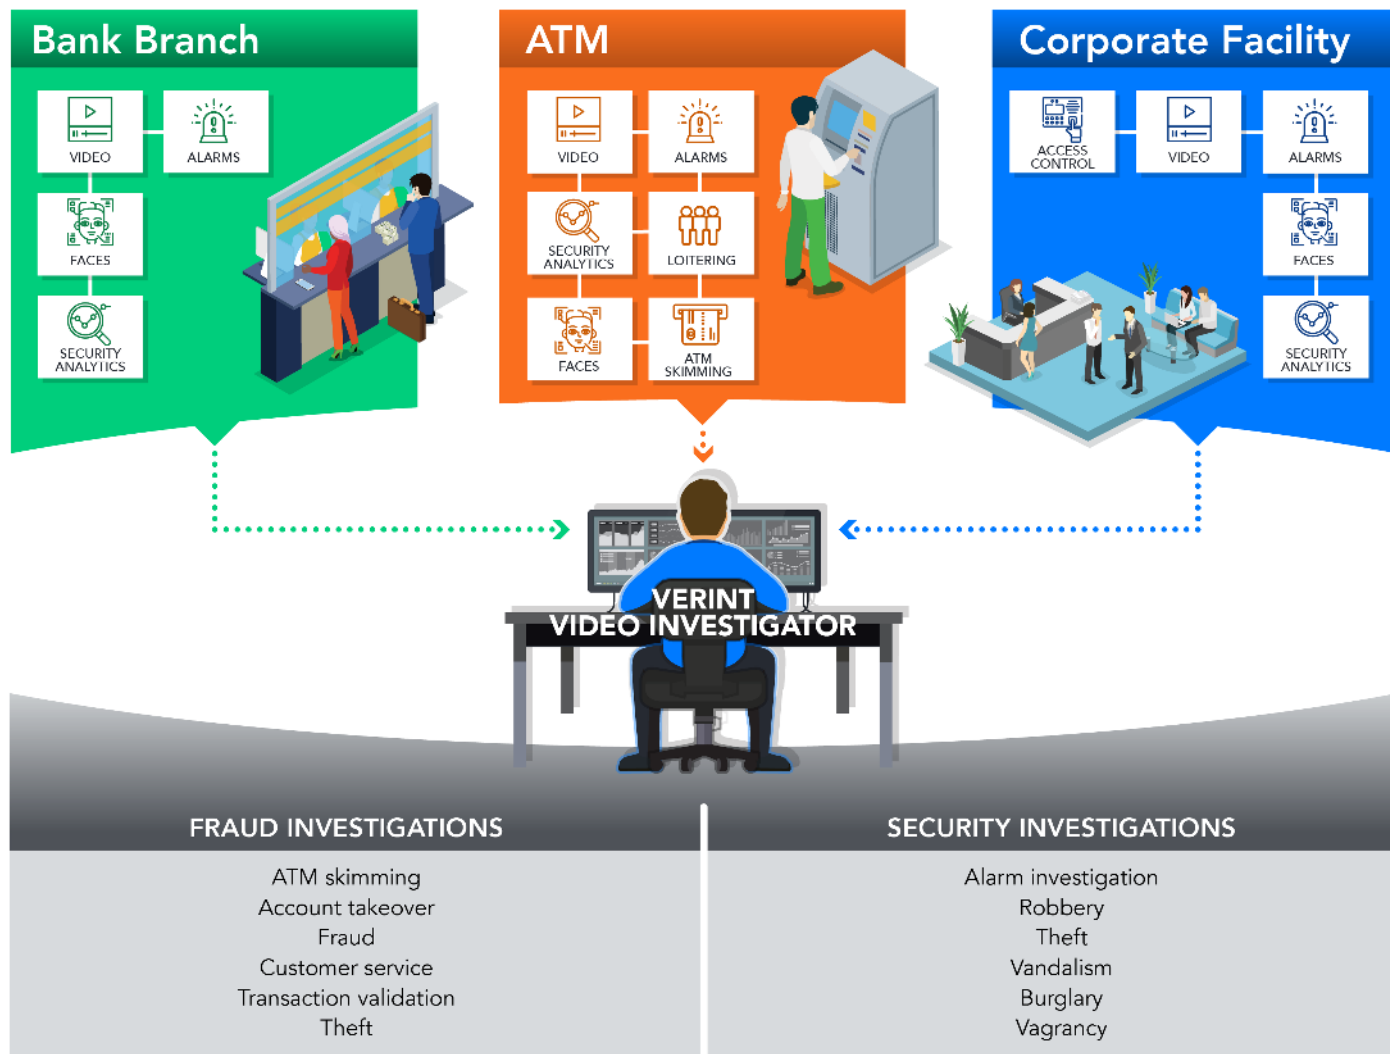 Bank Branch
VIDEO
ALARMS
FACES
SECURITY
ANALYTICS
ATM
VIDEO
ALARMS
SECURITY
ANALYTICS
LOITERING
FACES
ATM
SKIMMING
Corporate Facility
ACCESS
CONTROL
VIDEO
ALARMS
FACES
SECURITY
ANALYTICS
VERINT
VIDEO INVESTIGATOR
FRAUD INVESTIGATIONS
ATM skimming
Account takeover
Fraud
Customer service
Transaction validation
Theft
SECURITY INVESTIGATIONS
Alarm investigation
Robbery
Theft
Vandalism
Burglary
Vagrancy